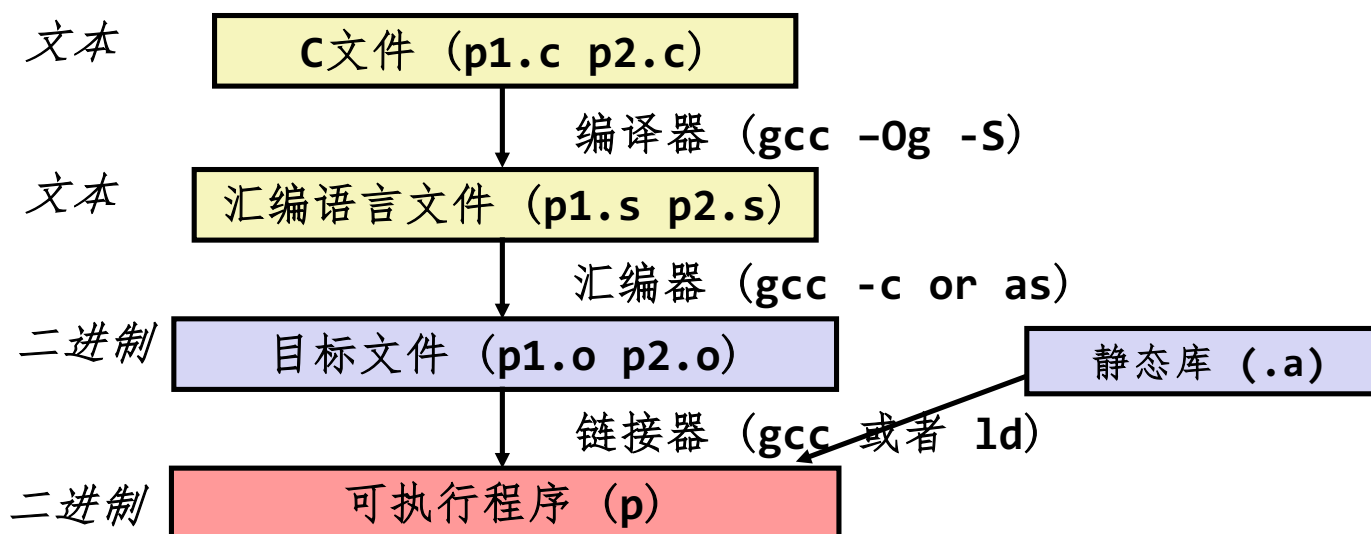 文本
C文件 (p1.c p2.c)
编译器 (gcc –Og -S)
文本
汇编语言文件 (p1.s p2.s)
汇编器 (gcc -c or as)
二进制
目标文件 (p1.o p2.o)
静态库 (.a)
链接器 (gcc 或者 ld)
二进制
可执行程序 (p)